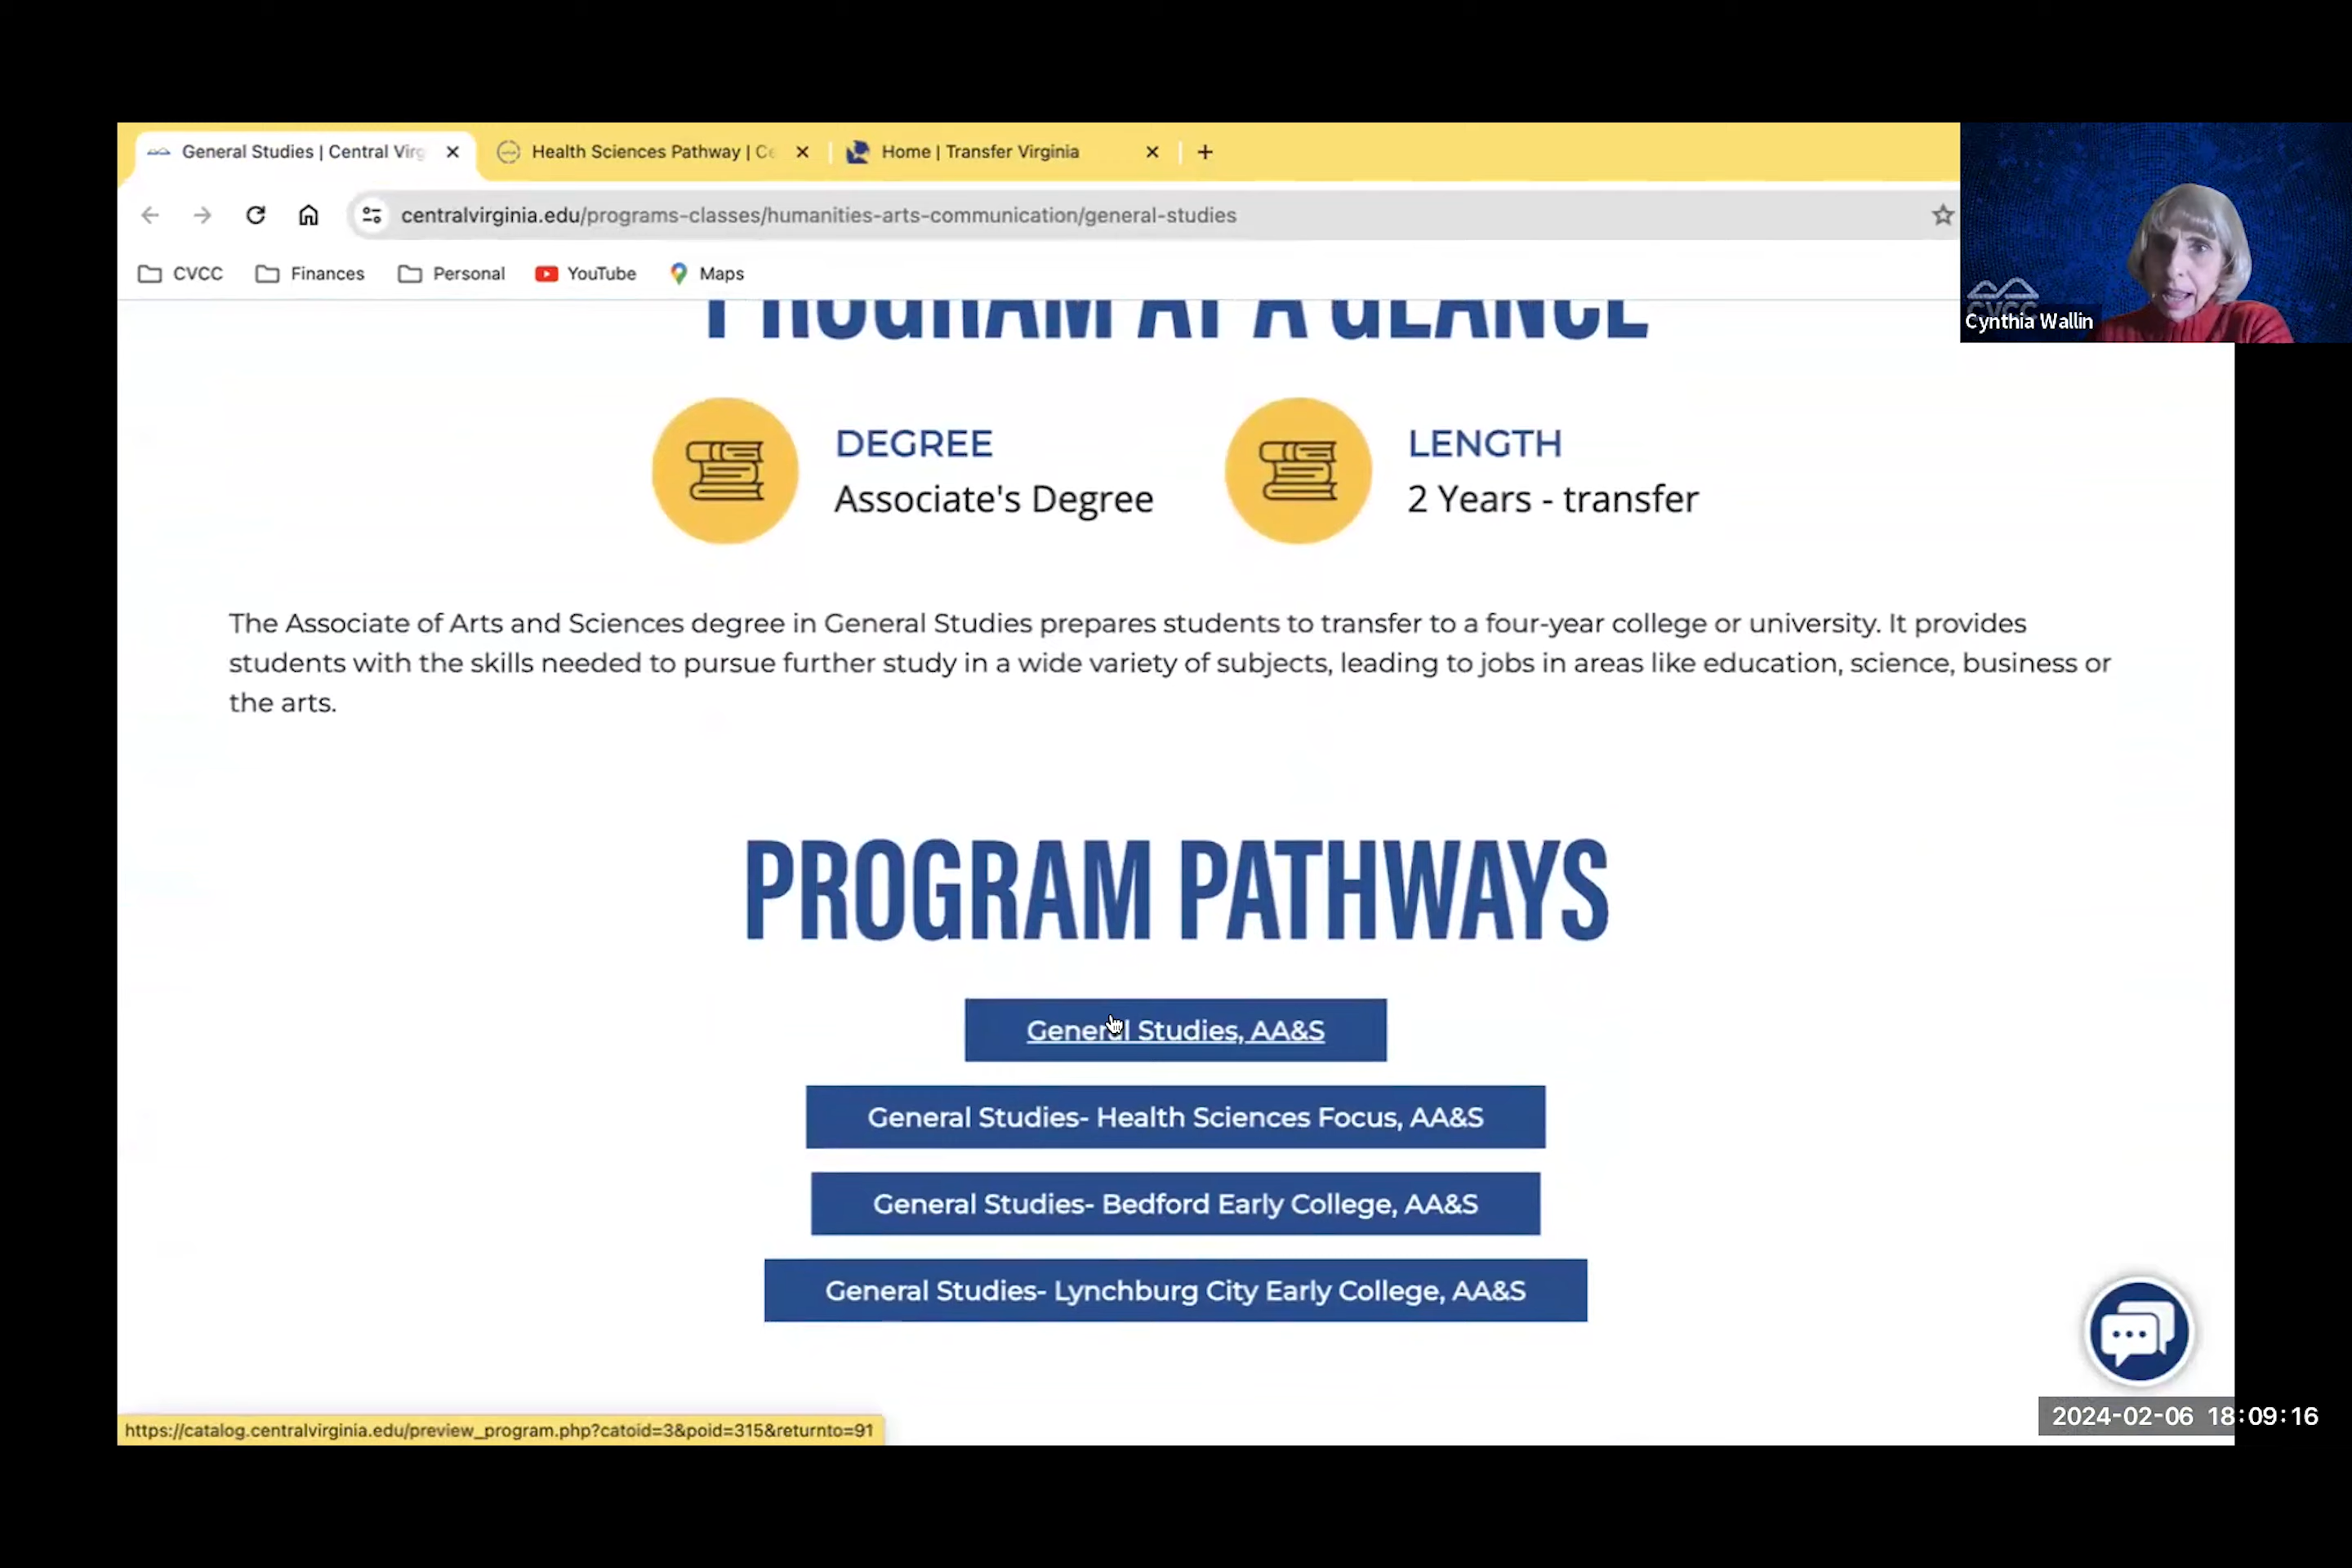 General Studies | Central Virg
Health Sciences Pathway | Ce
Home | Transfer Virginia
centralvirginia.edu/programs-classes/humanities-arts-communication/general-studies
CVCC
Finances
Personal
YouTube
Maps
CVCC
Cynthia Wallin
PROGRAM AT A GLANCE
DEGREE
Associate's Degree
LENGTH
2 Years - transfer
The Associate of Arts and Sciences degree in General Studies prepares students to transfer to a four-year college or university. It provides
students with the skills needed to pursue further study in a wide variety of subjects, leading to jobs in areas like education, science, business or
the arts.
PROGRAM PATHWAYS
General Studies, AA&S
General Studies- Health Sciences Focus, AA&S
General Studies- Bedford Early College, AA&S
General Studies- Lynchburg City Early College, AA&S
https://catalog.centralvirginia.edu/preview_program.php?catoid=3&poid=315&returnto=91
2024-02-06 18:09:16